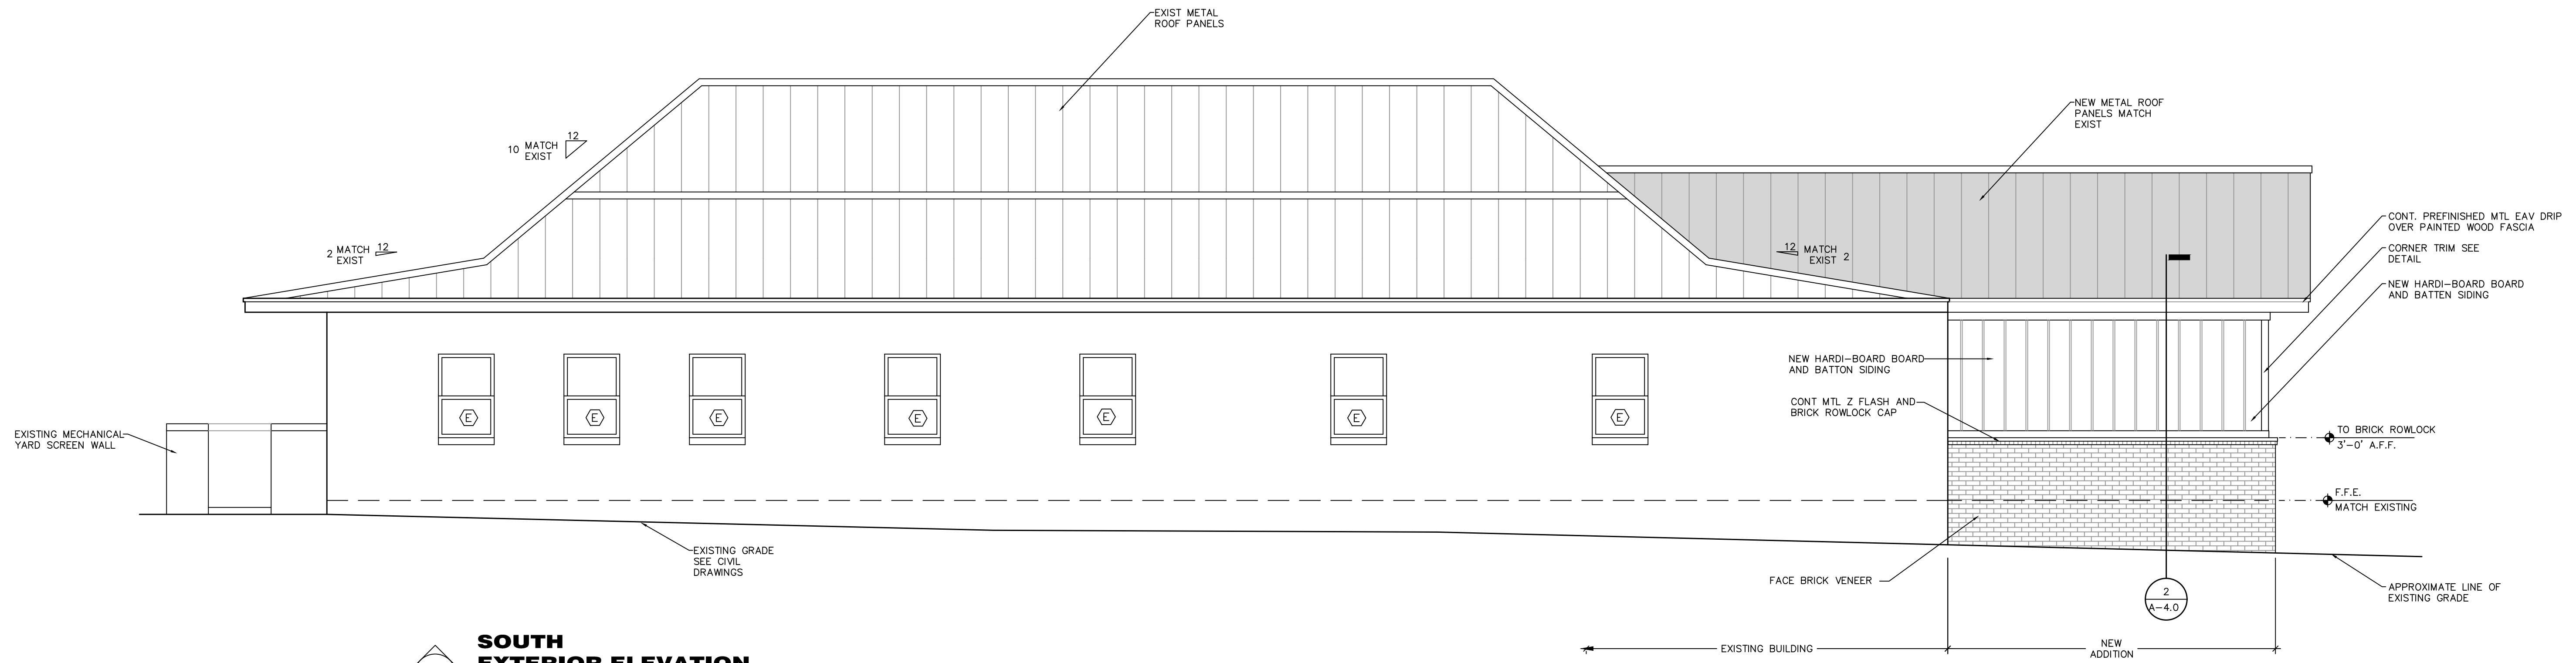 EXIST METAL
ROOF PANELS
NEW METAL ROOF
PANELS MATCH
EXIST
12
10 MATCH
EXIST
12
2 MATCH
EXIST
12 MATCH
EXIST 2
CONT. PREFINISHED MTL EAV DRIP
OVER PAINTED WOOD FASCIA
CORNER TRIM SEE
DETAIL
NEW HARDI-BOARD BOARD
AND BATTEN SIDING
NEW HARDI-BOARD BOARD
AND BATTON SIDING
CONT MTL Z FLASH AND
BRICK ROWLOCK CAP
E E E E E E E
EXISTING MECHANICAL
YARD SCREEN WALL
TO BRICK ROWLOCK
3'-0' A.F.F.
F.F.E.
MATCH EXISTING
EXISTING GRADE
SEE CIVIL
DRAWINGS
FACE BRICK VENEER
2
A-4.0
APPROXIMATE LINE OF
EXISTING GRADE
SOUTH
EXTERIOR ELEVATION
EXISTING BUILDING
NEW
ADDITION